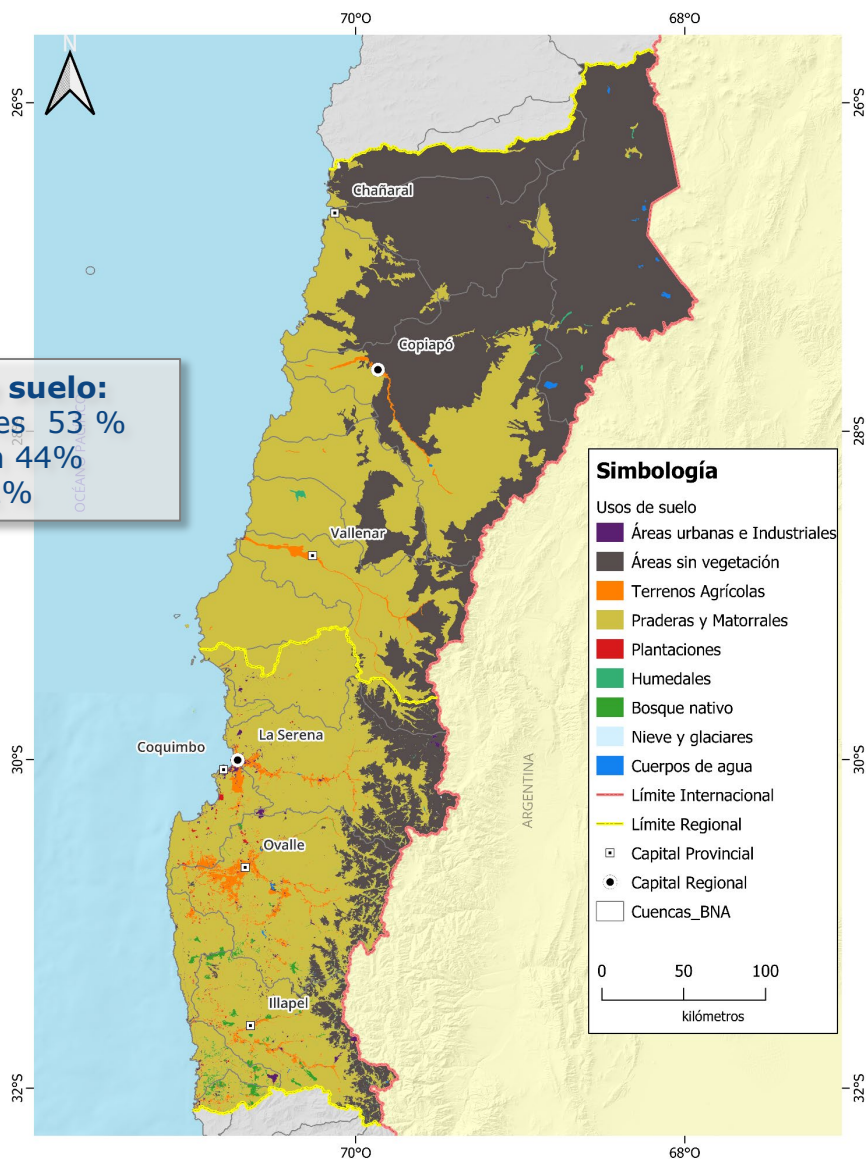 70°O 68°O
N
26°S 26°S
Chañaral
Copiapó
suelo:
es 53 %
28°S
44%
%
OCÉANO
Vallenar
Simbología
Usos de suelo
Áreas urbanas e Industriales
Áreas sin vegetación
Terrenos Agrícolas
Praderas y Matorrales
Plantaciones
Humedales
Bosque nativo
Nieve y glaciares
Cuerpos de agua
Límite Internacional
Límite Regional
Capital Provincial
Capital Regional
Cuencas_BNA
0 50 100
kilómetros
La Serena
Coquimbo
30°S 30°S
ARGENTINA
Ovalle
Illapel
32°S 32°S
70°O 68°O